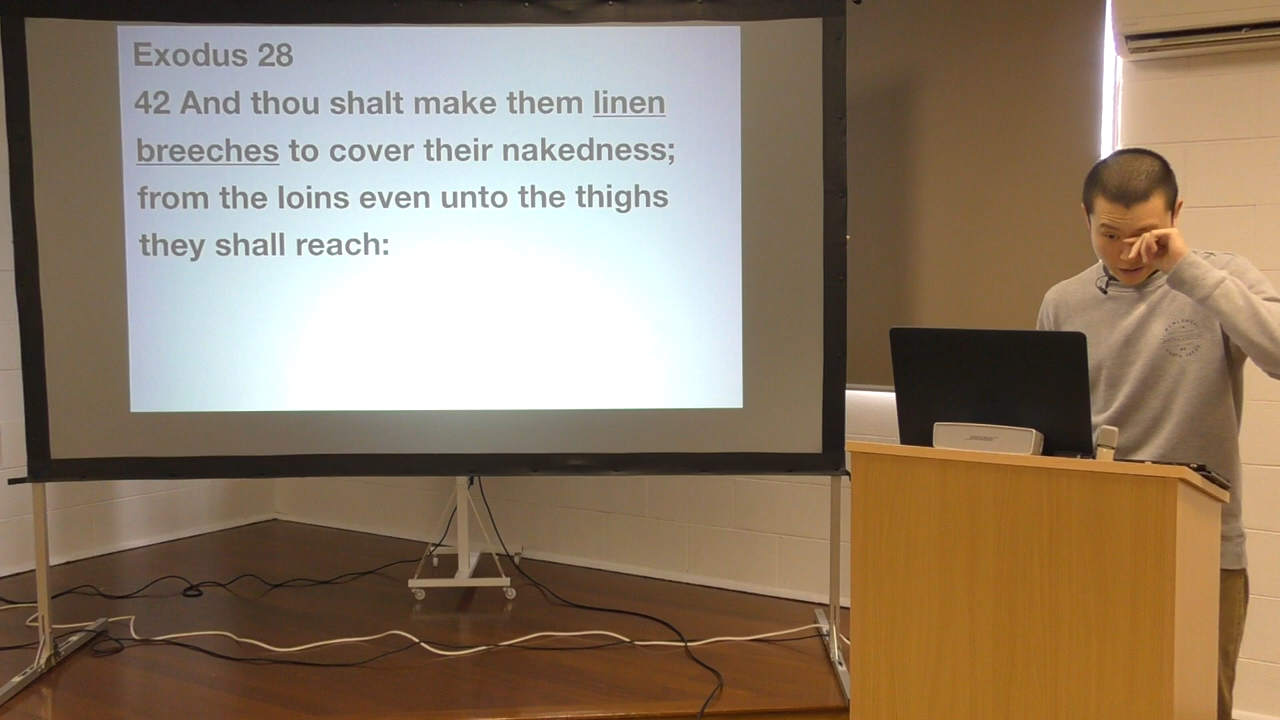 Exodus 28
42 And thou shalt make them linen
breeches to cover their nakedness;
from the loins even unto the thighs
they shall reach: